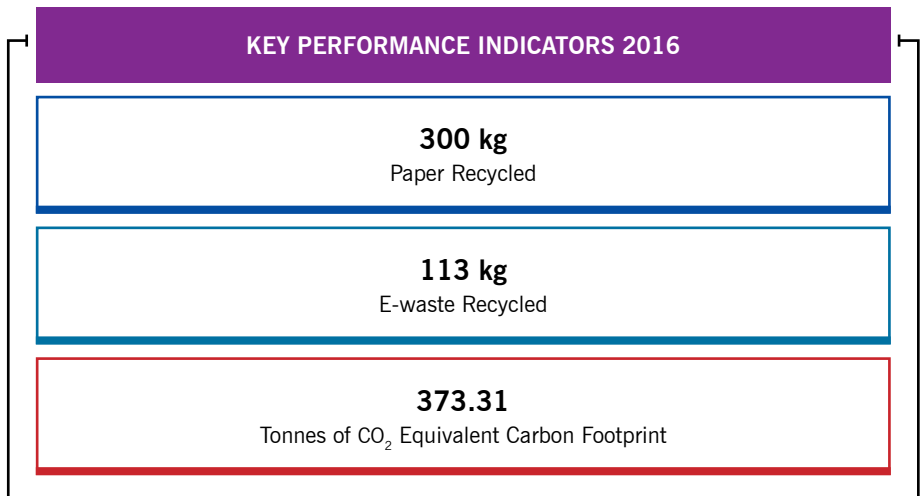 KEY PERFORMANCE INDICATORS 2016
300 kg
Paper Recycled
113 kg
E-waste Recycled
373.31
Tonnes of CO₂ Equivalent Carbon Footprint